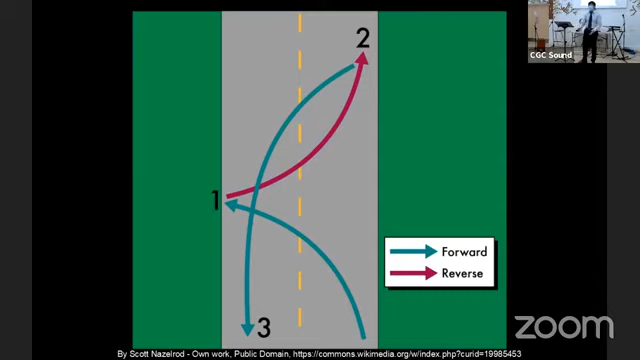 2
CGC Sound
1
Forward
Reverse
3
zoom
By Scott Nazelrod - Own work, Public Domain, https://commons.wikimedia.org/w/index.php?curid=19985453